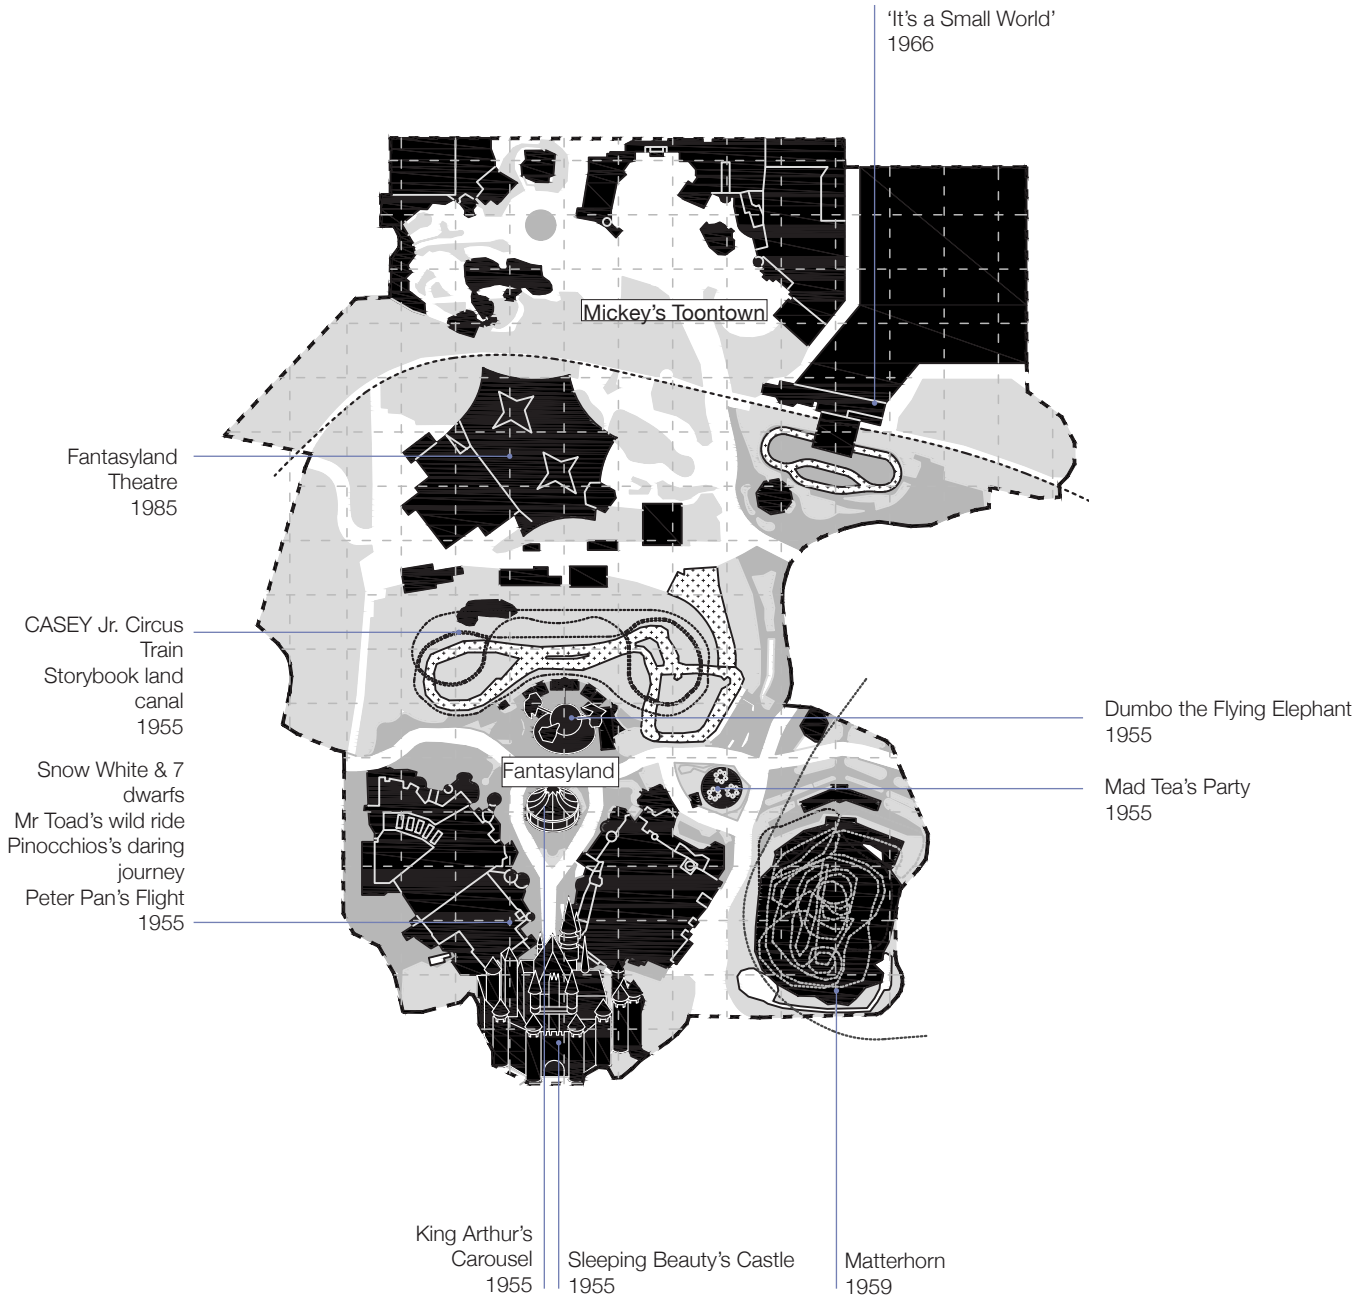 ‘It’s a Small World’
1966
Mickey’s Toontown
Fantasyland
Theatre
1985
CASEY Jr. Circus
Train
Storybook land
canal
1955
Dumbo the Flying Elephant
1955
Snow White & 7
dwarfs
Mr Toad’s wild ride
Pinocchios’s daring
journey
Peter Pan’s Flight
1955
Fantasyland
Mad Tea’s Party
1955
King Arthur’s
Carousel
1955
Sleeping Beauty’s Castle
1955
Matterhorn
1959